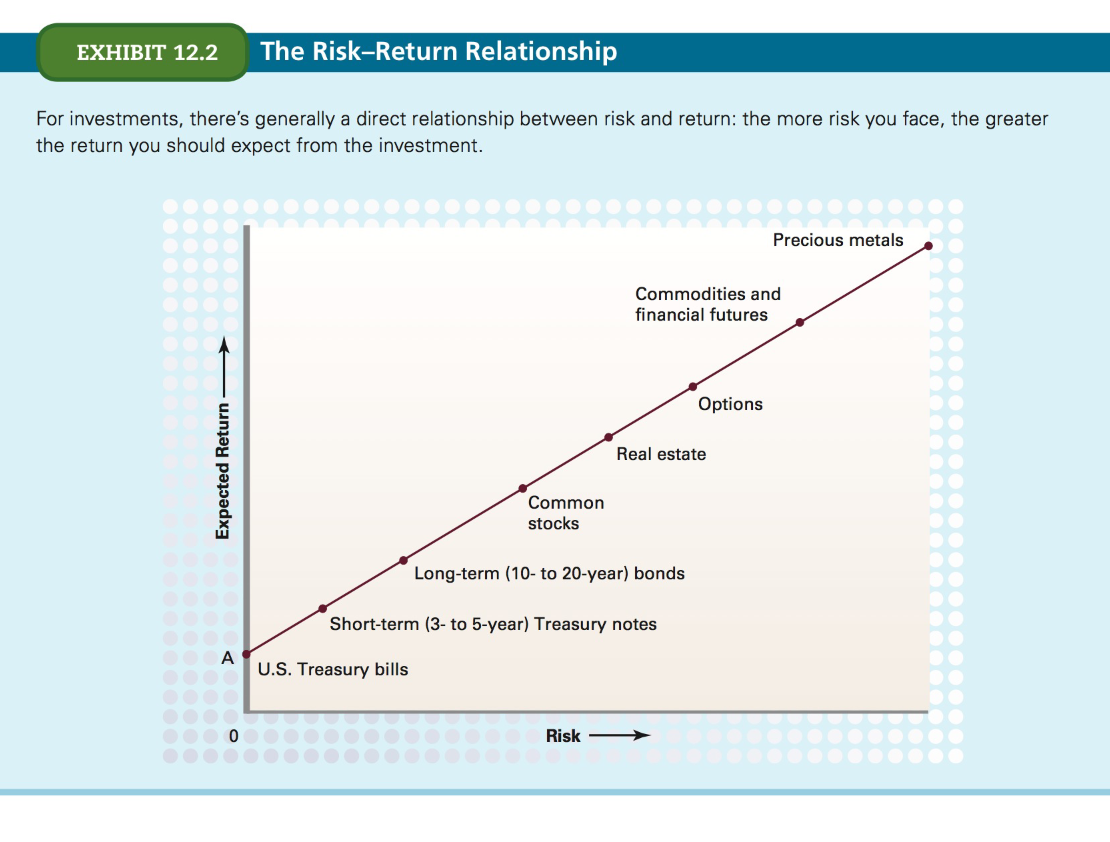 EXHIBIT 12.2
The Risk–Return Relationship
For investments, there’s generally a direct relationship between risk and return: the more risk you face, the greater
the return you should expect from the investment.
Precious metals
Commodities and
financial futures
Options
Real estate
Common
stocks
Long-term (10- to 20-year) bonds
Short-term (3- to 5-year) Treasury notes
A
U.S. Treasury bills
Expected Return
0
Risk